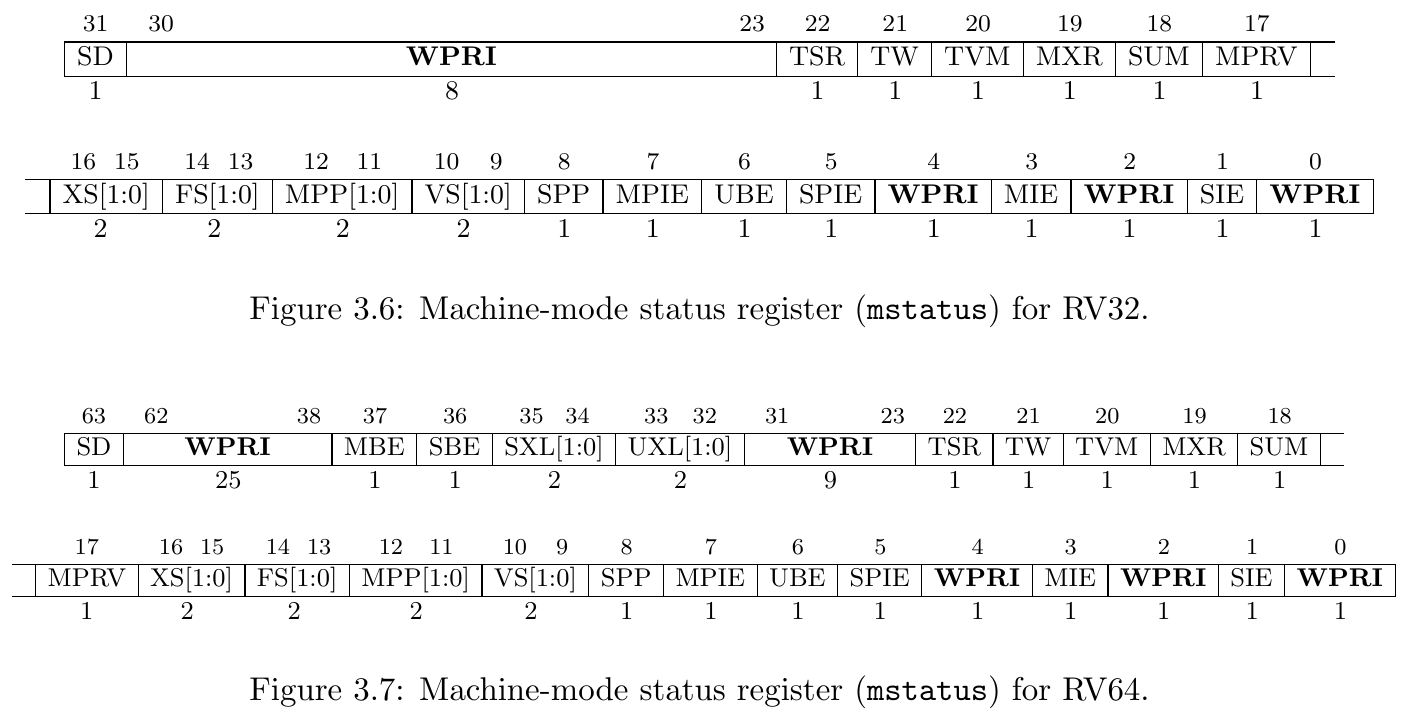 31 30 23 22 21 20 19 18 17
SD WPRI TSR TW TVM MXR SUM MPRV
1 8 1 1 1 1 1 1
16 15 14 13 12 11 10 9 8 7 6 5 4 3 2 1 0
XS[1:0] FS[1:0] MPP[1:0] VS[1:0] SPP MPIE UBE SPIE WPRI MIE WPRI SIE WPRI
2 2 2 2 1 1 1 1 1 1 1 1 1
Figure 3.6: Machine-mode status register (mstatus) for RV32.
63 62 38 37 36 35 34 33 32 31 23 22 21 20 19 18
SD WPRI MBE SBE SXL[1:0] UXL[1:0] WPRI TSR TW TVM MXR SUM
1 25 1 1 2 2 9 1 1 1 1 1
17 16 15 14 13 12 11 10 9 8 7 6 5 4 3 2 1 0
MPRV XS[1:0] FS[1:0] MPP[1:0] VS[1:0] SPP MPIE UBE SPIE WPRI MIE WPRI SIE WPRI
1 2 2 2 2 1 1 1 1 1 1 1 1 1
Figure 3.7: Machine-mode status register (mstatus) for RV64.